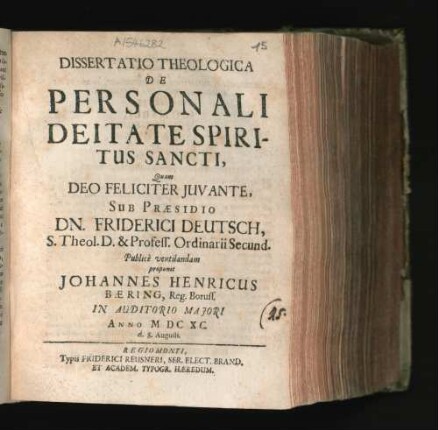 15
DISSERTATIO THEOLOGICA
DE
PERSONALI
DEITATE SPIRI-
TUS SANCTI,
Quam
DEO FELICITER JUVANTE,
SUB PRÆSIDIO
DN. FRIDERICI DEUTSCH,
S. Theol. D. & Profess. Ordinarii Secund.
Publicè ventilandam
proponit
JOHANNES HENRICUS
BÆRING, Reg. Boruss.
IN AUDITORIO MAJORI
ANNO M DC XC.
d. 8. Augusti.
(15.
REGIOMONTI,
Typis FRIDERICI REUSNERI, SER. ELECT. BRAND.
ET ACADEM. TYPOGR. HÆREDUM.